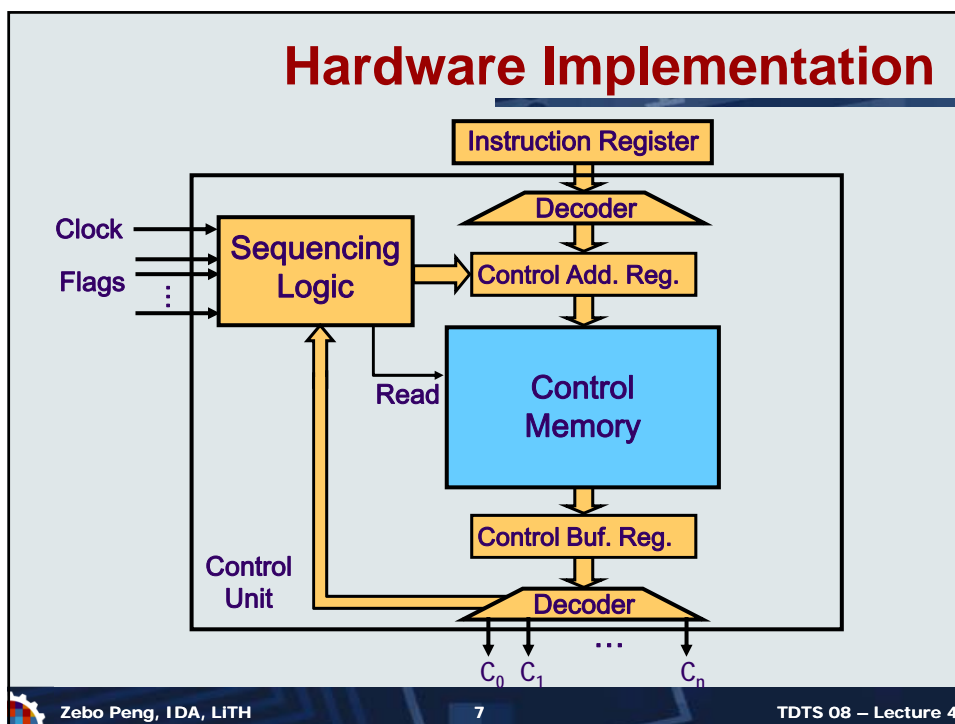 Hardware Implementation
Instruction Register
Decoder
Clock
Sequencing
Logic
Control Add. Reg.
Flags
...
Read
Control
Memory
Control Buf. Reg.
Control
Unit
Decoder
...
C0 C1 Cn
Zebo Peng, IDA, LiTH 7 TDTS 08 – Lecture 4